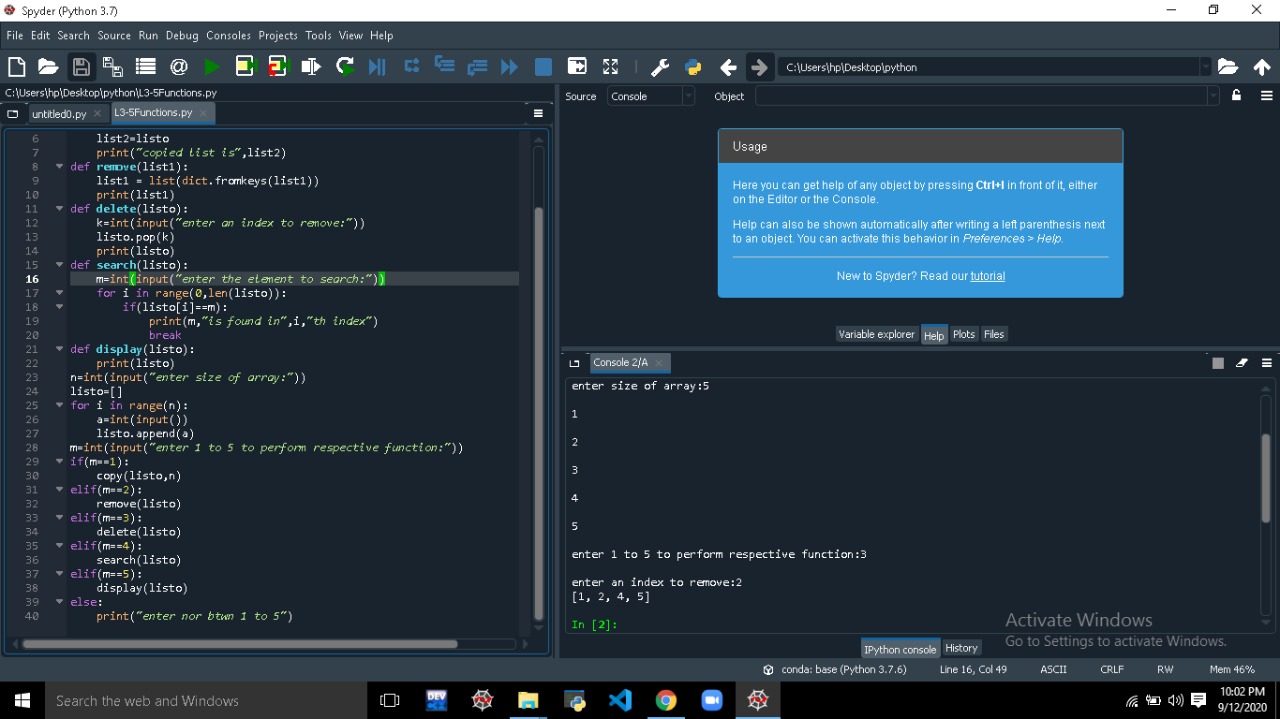 Spyder (Python 3.7)
File Edit Search Source Run Debug Consoles Projects Tools View Help
C:\Users\hp\Desktop\python
C:\Users\hp\Desktop\python\L3-5Functions.py
untitled0.py
L3-5Functions.py
6 list2=listo
7 print("copied list is",list2)
8 def remove(list1):
9 list1 = list(dict.fromkeys(list1))
10 print(list1)
11 def delete(listo):
12 k=int(input("enter an index to remove:"))
13 listo.pop(k)
14 print(listo)
15 def search(listo):
16 m=int(input("enter the element to search:"))
17 for i in range(0,len(listo)):
18 if(listo[i]==m):
19 print(m,"is found in",i,"th index")
20 break
21 def display(listo):
22 print(listo)
23 n=int(input("enter size of array:"))
24 listo=[]
25 for i in range(n):
26 a=int(input())
27 listo.append(a)
28 m=int(input("enter 1 to 5 to perform respective function:"))
29 if(m==1):
30 copy(listo,n)
31 elif(m==2):
32 remove(listo)
33 elif(m==3):
34 delete(listo)
35 elif(m==4):
36 search(listo)
37 elif(m==5):
38 display(listo)
39 else:
40 print("enter nor btwn 1 to 5")
Source Console Object
Usage
Here you can get help of any object by pressing Ctrl+I in front of it, either
on the Editor or the Console.
Help can also be shown automatically after writing a left parenthesis next
to an object. You can activate this behavior in Preferences > Help.
New to Spyder? Read our tutorial
Variable explorer Help Plots Files
Console 2/A
enter size of array:5
1
2
3
4
5
enter 1 to 5 to perform respective function:3
enter an index to remove:2
[1, 2, 4, 5]
In [2]:
Activate Windows
Go to Settings to activate Windows.
IPython console History
conda: base (Python 3.7.6) Line 16, Col 49 ASCII CRLF RW Mem 46%
Search the web and Windows
DEV
10:02 PM
9/12/2020